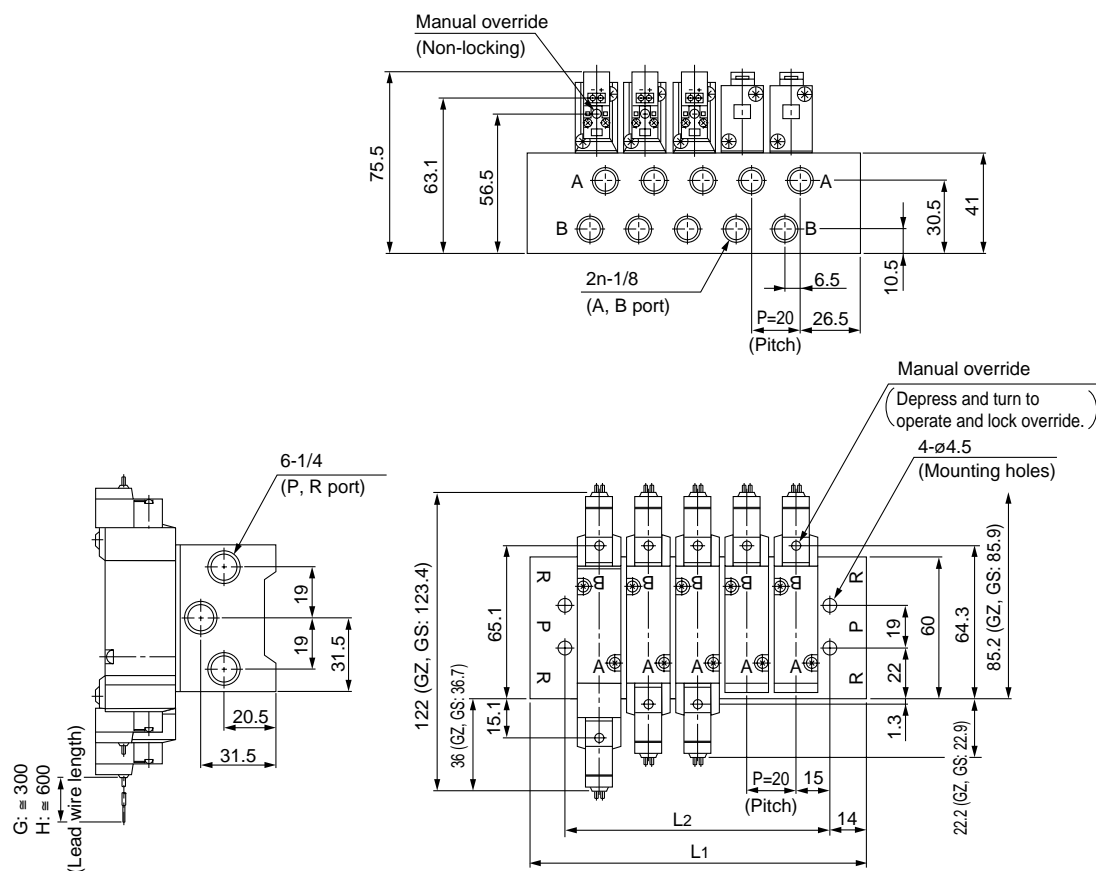 Manual override
(Non-locking)
75.5
63.1
56.5
- +
- +
- +
A
A
B
B
41
30.5
10.5
2n-1/8
(A, B port)
6.5
P=20
26.5
(Pitch)
Manual override
(Depress and turn to
operate and lock override.)
4-ø4.5
(Mounting holes)
6-1/4
(P, R port)
19
19
31.5
20.5
31.5
G: ≅ 300
H: ≅ 600
(Lead wire length)
122 (GZ, GS: 123.4)
65.1
36 (GZ, GS: 36.7)
15.1
R
P
R
B
B
B
B
B
A
A
A
A
A
R
P
R
19
22
60
64.3
85.2 (GZ, GS: 85.9)
1.3
22.2 (GZ, GS: 22.9)
P=20
15
(Pitch)
L2
14
L1